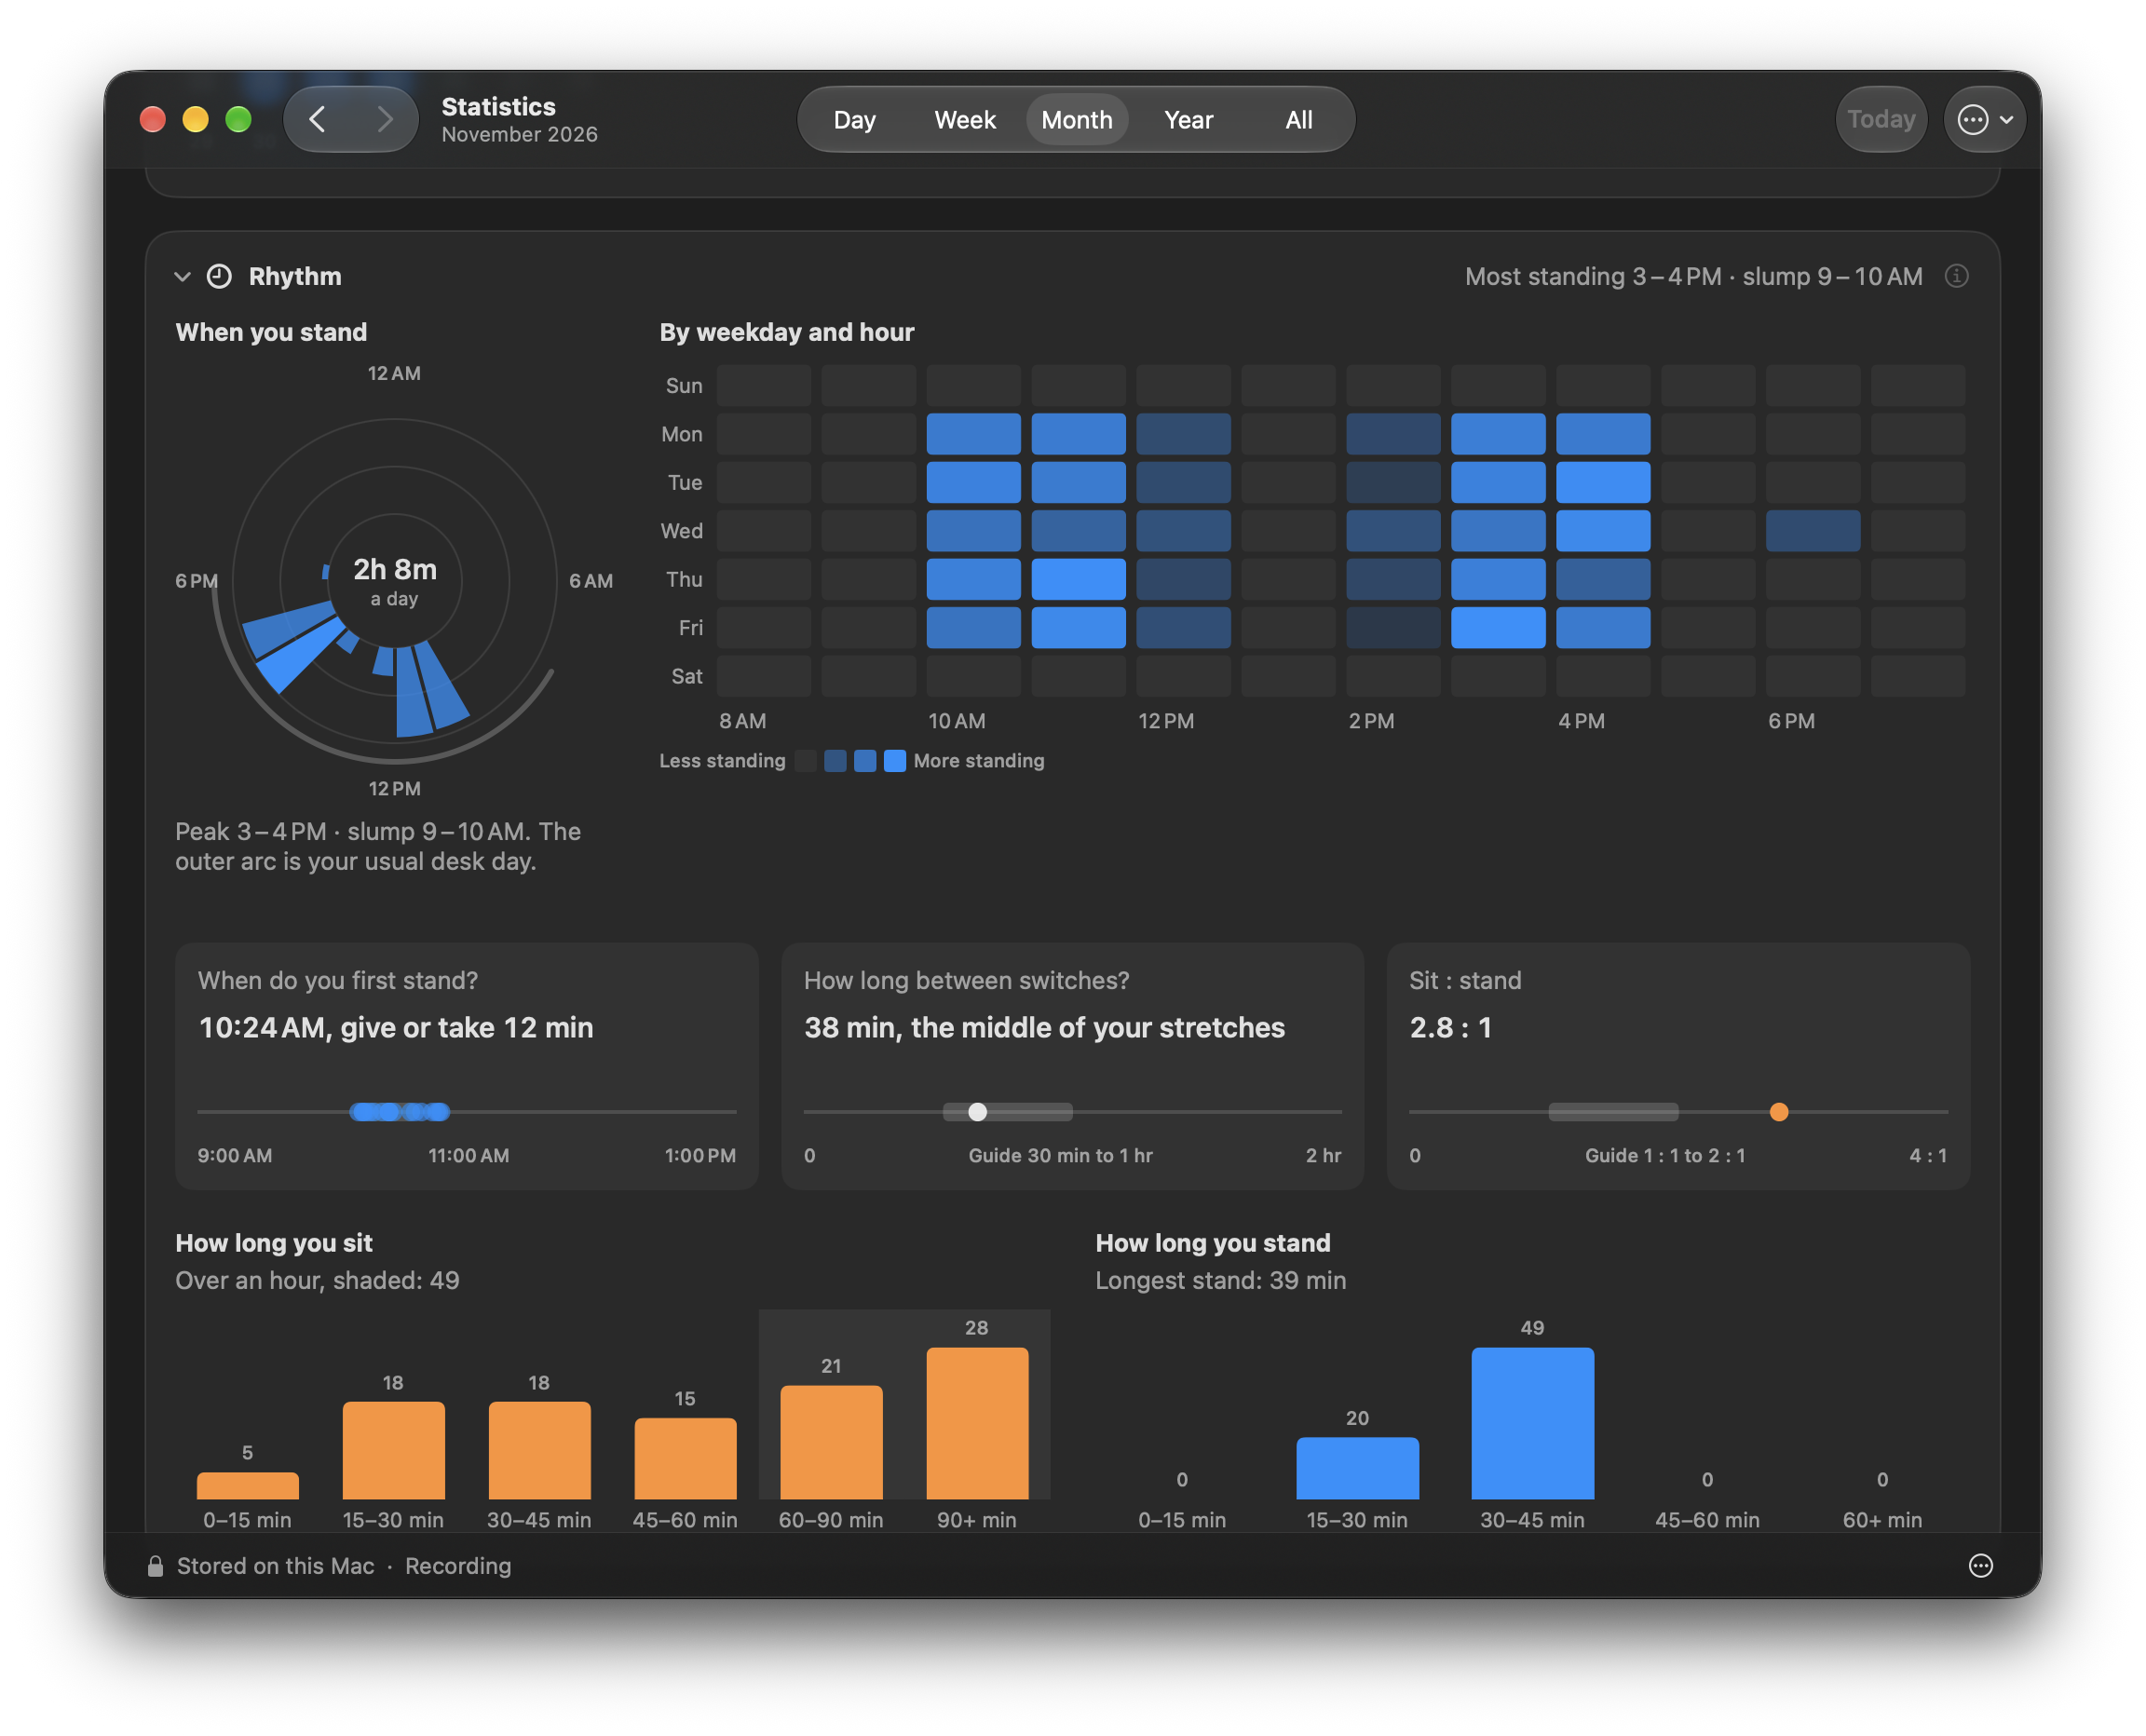 Statistics
November 2026
Day Week Month Year All
Today
Rhythm
Most standing 3–4 PM · slump 9–10 AM
When you stand
12 AM
6 PM
2h 8m
a day
6 AM
12 PM
Peak 3–4 PM · slump 9–10 AM. The
outer arc is your usual desk day.
By weekday and hour
Sun
Mon
Tue
Wed
Thu
Fri
Sat
8 AM 10 AM 12 PM 2 PM 4 PM 6 PM
Less standing More standing
When do you first stand?
10:24 AM, give or take 12 min
9:00 AM 11:00 AM 1:00 PM
How long between switches?
38 min, the middle of your stretches
0 Guide 30 min to 1 hr 2 hr
Sit : stand
2.8 : 1
0 Guide 1 : 1 to 2 : 1 4 : 1
How long you sit
Over an hour, shaded: 49
5 18 18 15 21 28
0–15 min 15–30 min 30–45 min 45–60 min 60–90 min 90+ min
How long you stand
Longest stand: 39 min
0 20 49 0 0
0–15 min 15–30 min 30–45 min 45–60 min 60+ min
Stored on this Mac · Recording